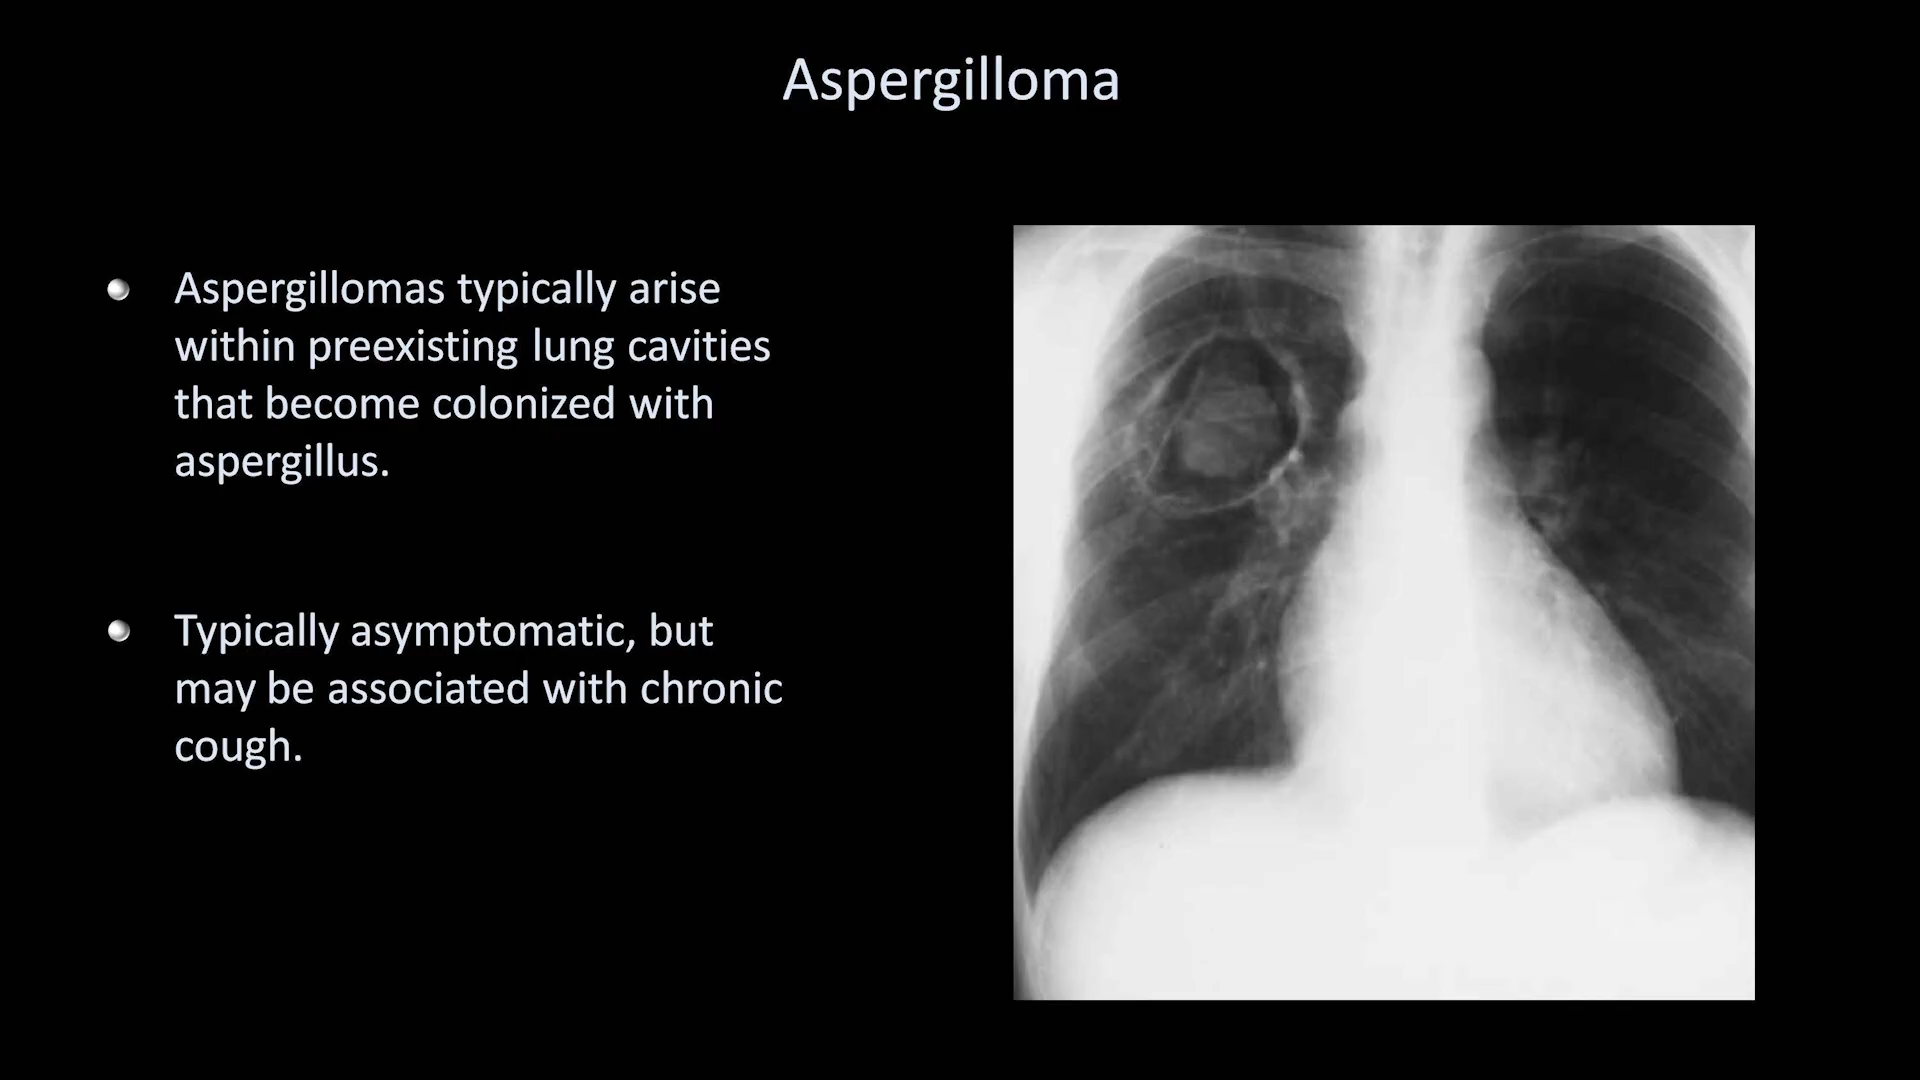 Aspergilloma
Aspergillomas typically arise
within preexisting lung cavities
that become colonized with
aspergillus.
Typically asymptomatic, but
may be associated with chronic
cough.